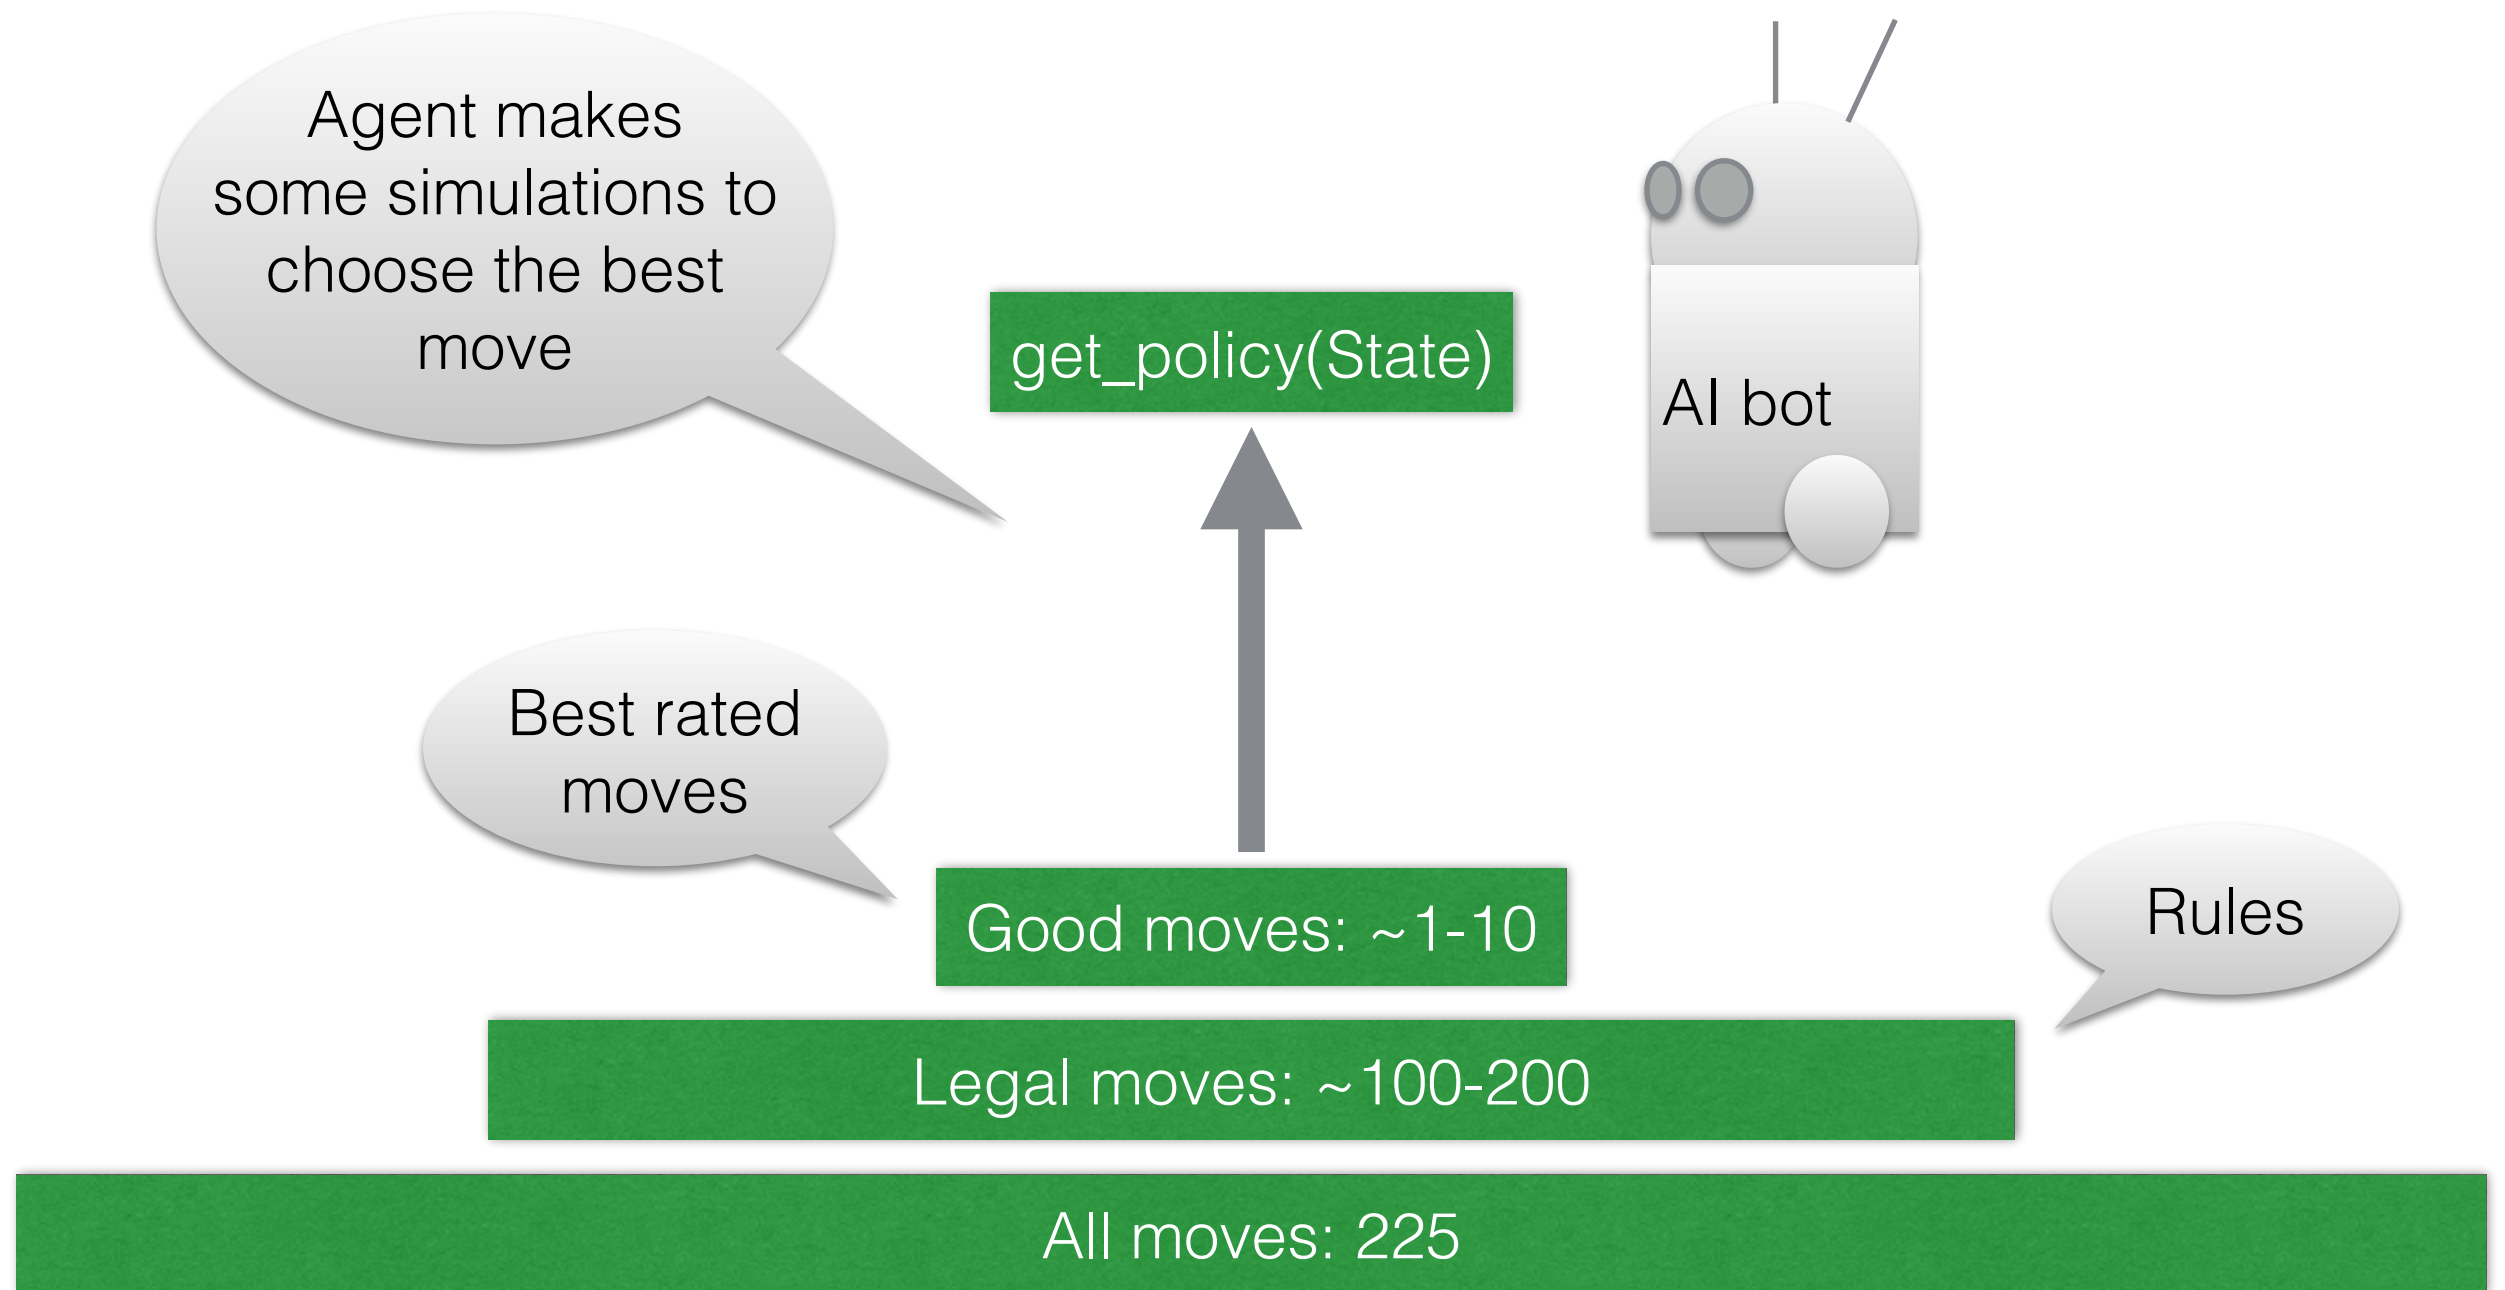 Agent makes
some simulations to
choose the best
move
get_policy(State)
AI bot
Best rated
moves
Good moves: ~1-10
Rules
Legal moves: ~100-200
All moves: 225